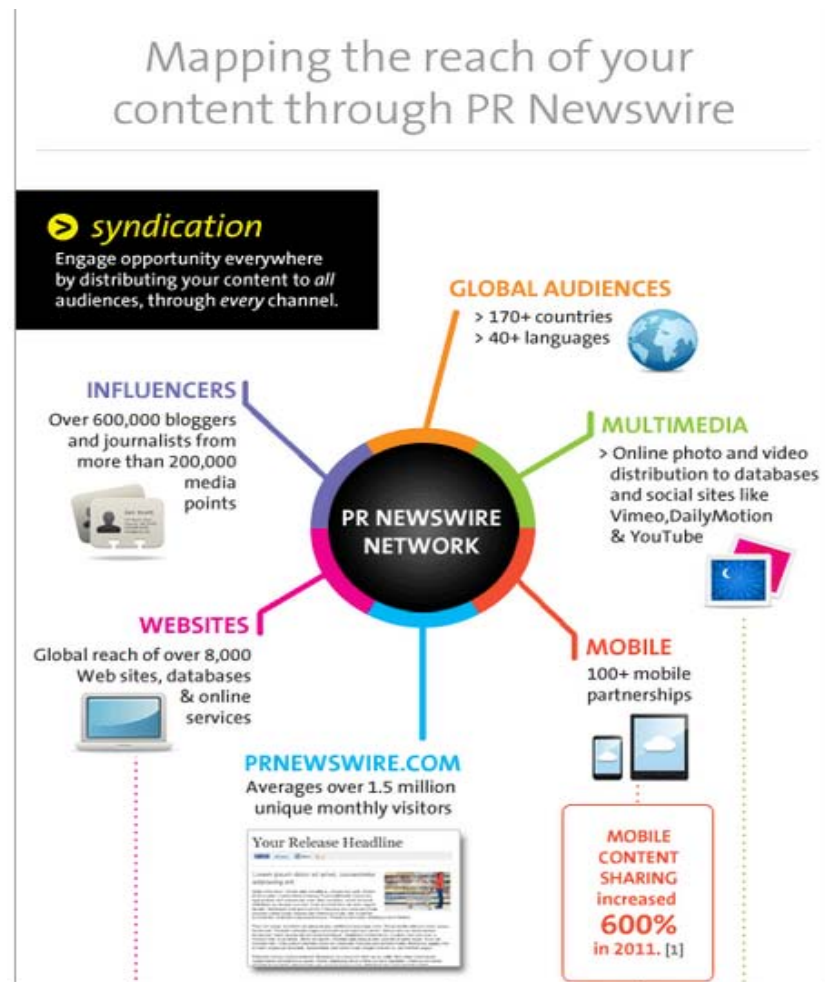 Mapping the reach of your
content through PR Newswire
syndication
Engage opportunity everywhere
by distributing your content to all
audiences, through every channel.
GLOBAL AUDIENCES
> 170+ countries
> 40+ languages
INFLUENCERS
Over 600,000 bloggers
and journalists from
more than 200,000
media
points
MULTIMEDIA
> Online photo and video
distribution to databases
and social sites like
Vimeo,DailyMotion
& YouTube
PR NEWSWIRE
NETWORK
WEBSITES
Global reach of over 8,000
Web sites, databases
& online
services
MOBILE
100+ mobile
partnerships
PRNEWSWIRE.COM
Averages over 1.5 million
unique monthly visitors
Your Release Headline
MOBILE
CONTENT
SHARING
increased
600%
in 2011. [1]